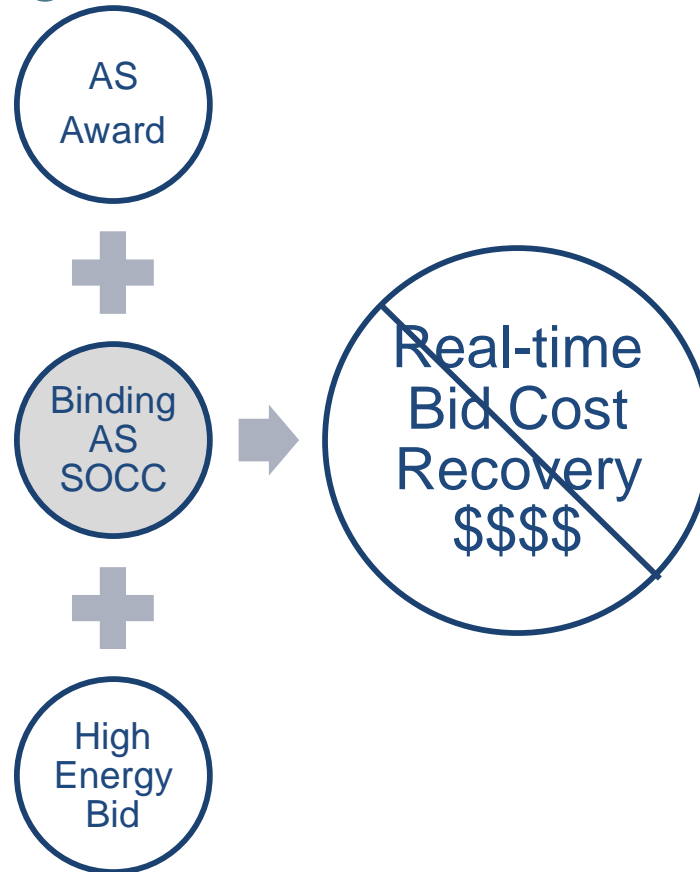 AS
Award
Binding
AS
SOCC
Real-time
Bid Cost
Recovery
$$$$
High
Energy
Bid